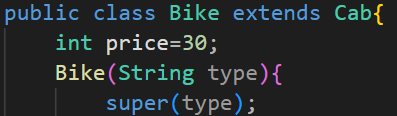 public class Bike extends Cab{
    int price=30;
    Bike(String type){
        super(type);